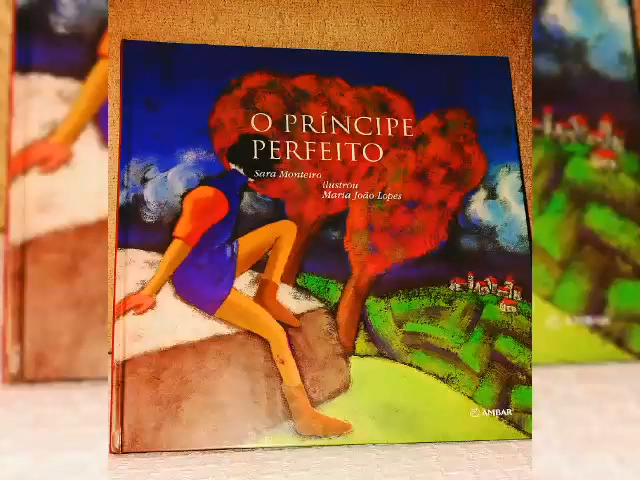 O PRÍNCIPE
PERFEITO
Sara Monteiro
ilustrou
Maria João Lopes
AMBAR